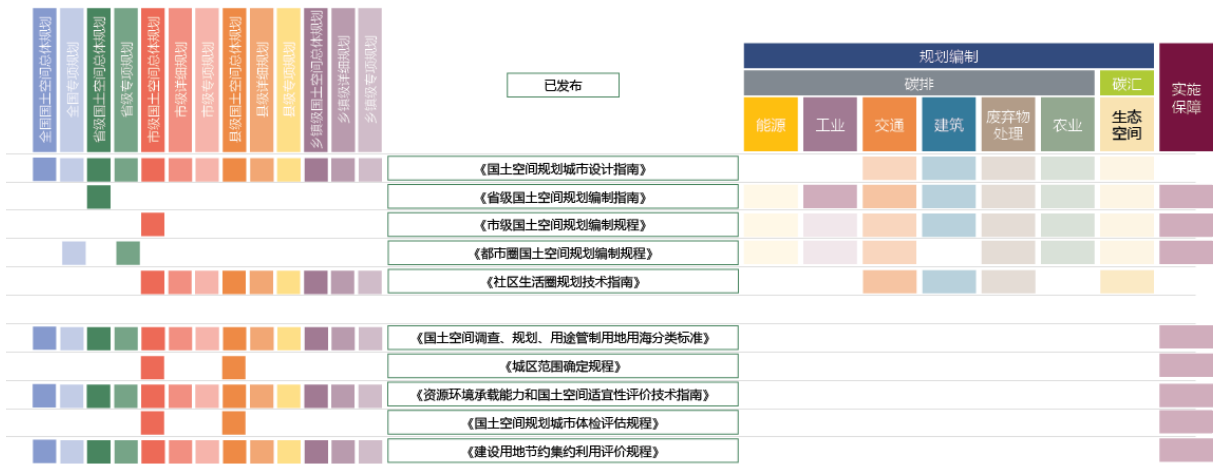 全国国土空间总体规划
全国专项规划
省级国土空间总体规划
省级专项规划
市级国土空间总体规划
市级详细规划
市级专项规划
县级国土空间总体规划
县级详细规划
县级专项规划
乡镇级国土空间总体规划
乡镇级详细规划
乡镇级专项规划
已发布
规划编制
碳排
碳汇
实施
保障
能源
工业
交通
建筑
废弃物
处理
农业
生态
空间
《国土空间规划城市设计指南》
《省级国土空间规划编制指南》
《市级国土空间规划编制规程》
《都市圈国土空间规划编制规程》
《社区生活圈规划技术指南》
《国土空间调查、规划、用途管制用地用海分类标准》
《城区范围确定规程》
《资源环境承载能力和国土空间适宜性评价技术指南》
《国土空间规划城市体检评估规程》
《建设用地节约集约利用评价规程》